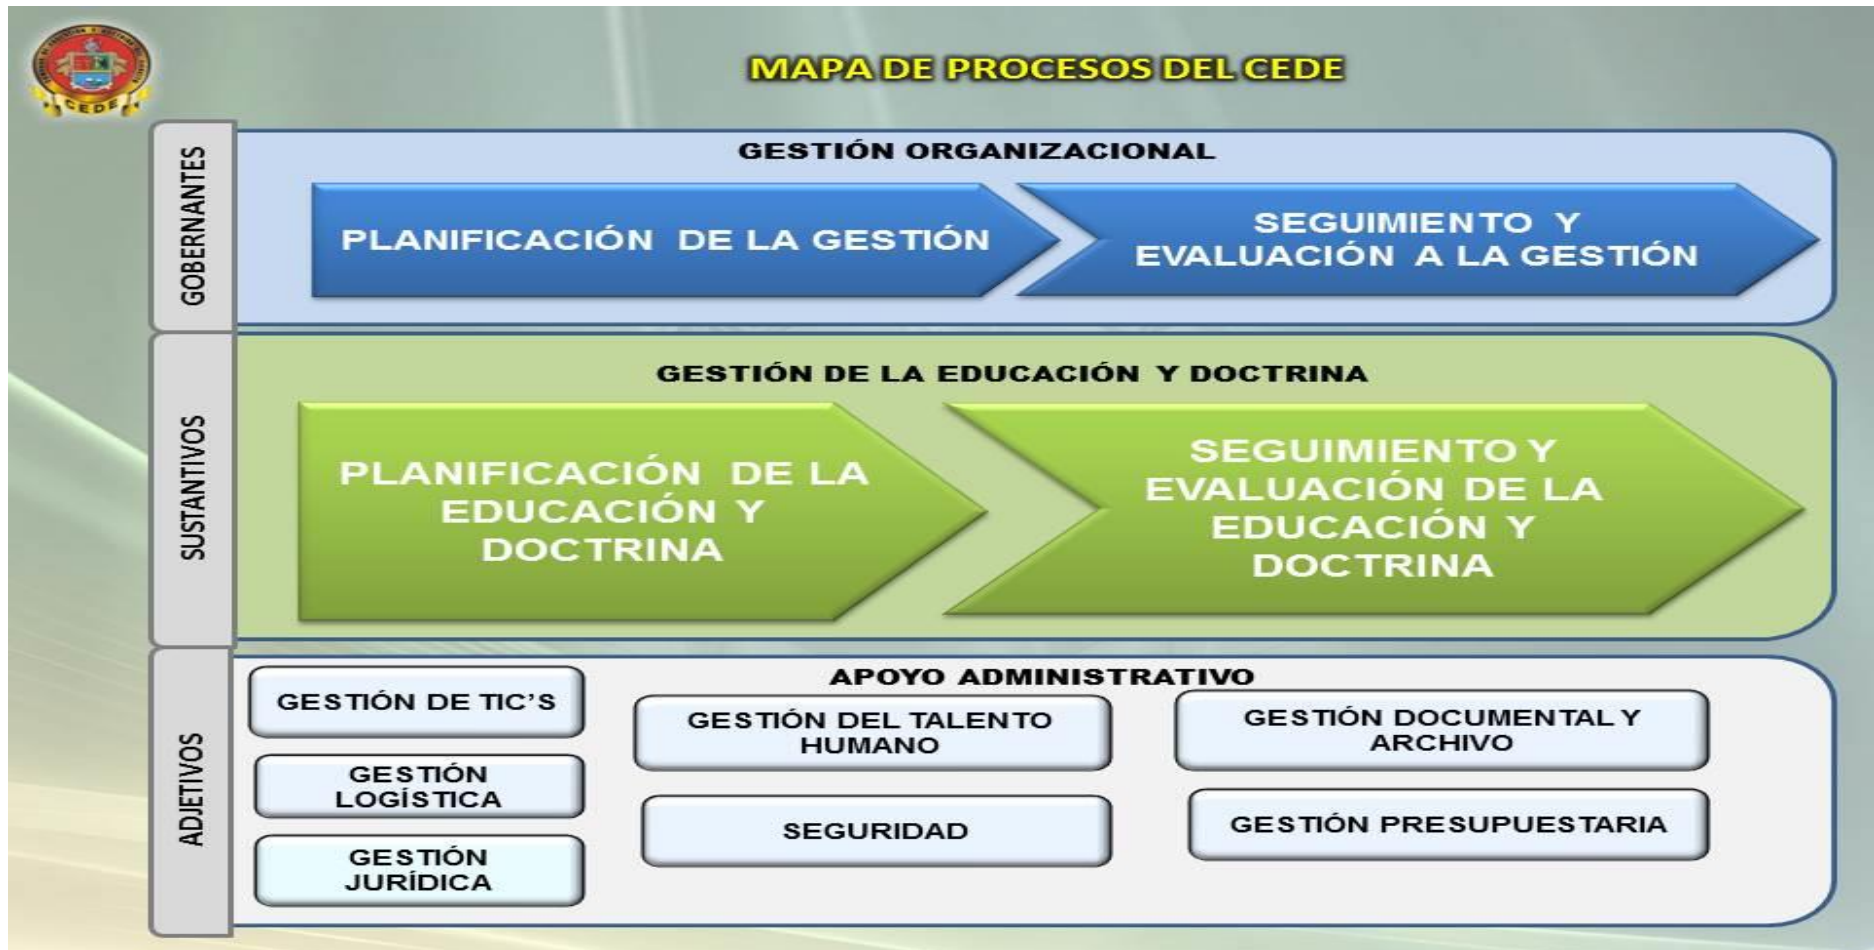 MAPA DE PROCESOS DEL CEDE
CEDE
GOBERNANTES
GESTIÓN ORGANIZACIONAL
PLANIFICACIÓN DE LA GESTIÓN
SEGUIMIENTO Y
EVALUACIÓN A LA GESTIÓN
SUSTANTIVOS
GESTIÓN DE LA EDUCACIÓN Y DOCTRINA
PLANIFICACIÓN DE LA
EDUCACIÓN Y
DOCTRINA
SEGUIMIENTO Y
EVALUACIÓN DE LA
EDUCACIÓN Y
DOCTRINA
ADJETIVOS
APOYO ADMINISTRATIVO
GESTIÓN DE TIC'S
GESTIÓN
LOGÍSTICA
GESTIÓN
JURÍDICA
GESTIÓN DEL TALENTO
HUMANO
SEGURIDAD
GESTIÓN DOCUMENTAL Y
ARCHIVO
GESTIÓN PRESUPUESTARIA